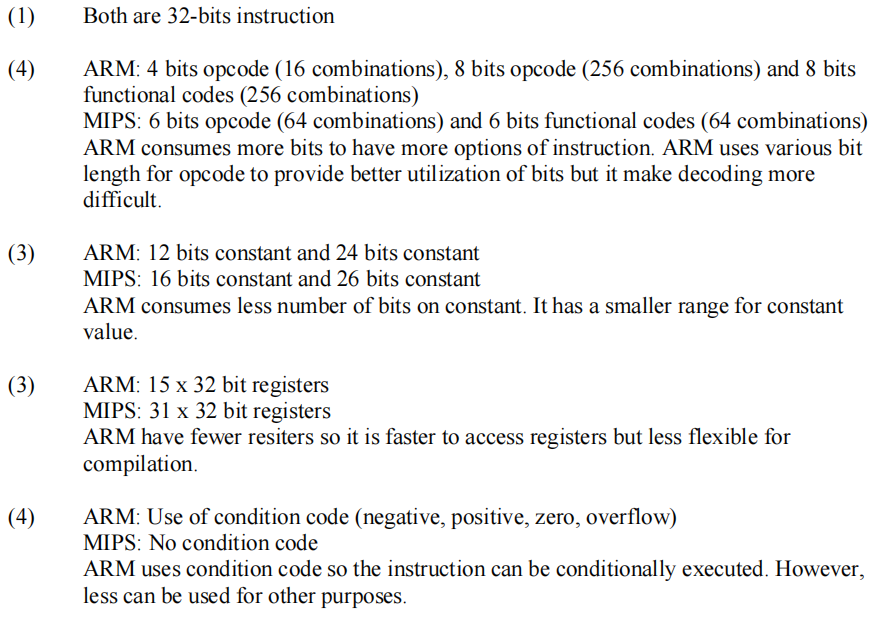 (1) Both are 32-bits instruction
(4) ARM: 4 bits opcode (16 combinations), 8 bits opcode (256 combinations) and 8 bits
functional codes (256 combinations)
MIPS: 6 bits opcode (64 combinations) and 6 bits functional codes (64 combinations)
ARM consumes more bits to have more options of instruction. ARM uses various bit
length for opcode to provide better utilization of bits but it make decoding more
difficult.
(3) ARM: 12 bits constant and 24 bits constant
MIPS: 16 bits constant and 26 bits constant
ARM consumes less number of bits on constant. It has a smaller range for constant
value.
(3) ARM: 15 x 32 bit registers
MIPS: 31 x 32 bit registers
ARM have fewer resiters so it is faster to access registers but less flexible for
compilation.
(4) ARM: Use of condition code (negative, positive, zero, overflow)
MIPS: No condition code
ARM uses condition code so the instruction can be conditionally executed. However,
less can be used for other purposes.